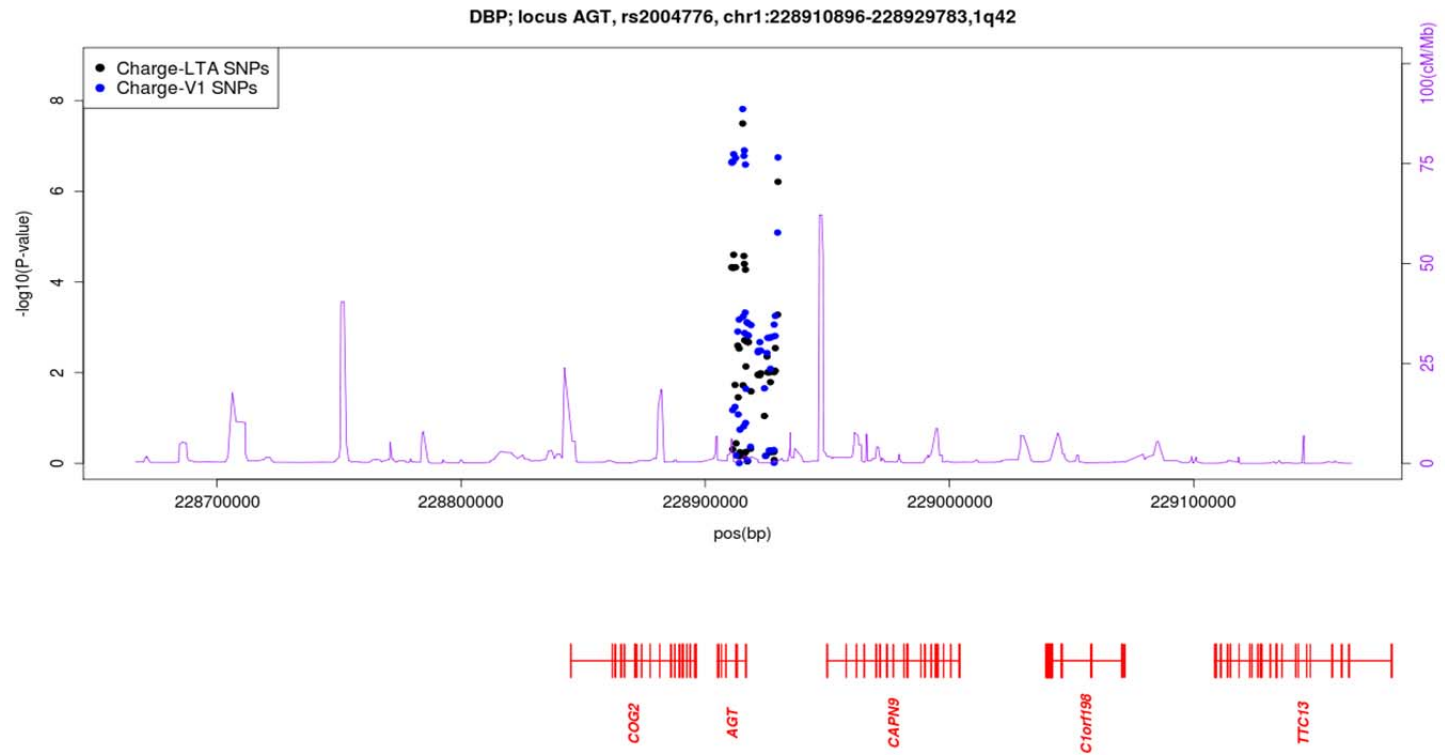 DBP; locus AGT, rs2004776, chr1:228910896-228929783,1q42
Charge-LTA SNPs
Charge-V1 SNPs
-log10(P-value)
8
6
4
2
0
100(cM/Mb)
75
50
25
0
228700000 228800000 228900000 229000000 229100000
pos(bp)
COG2 AGT CAPN9 C1orf198 TTC13